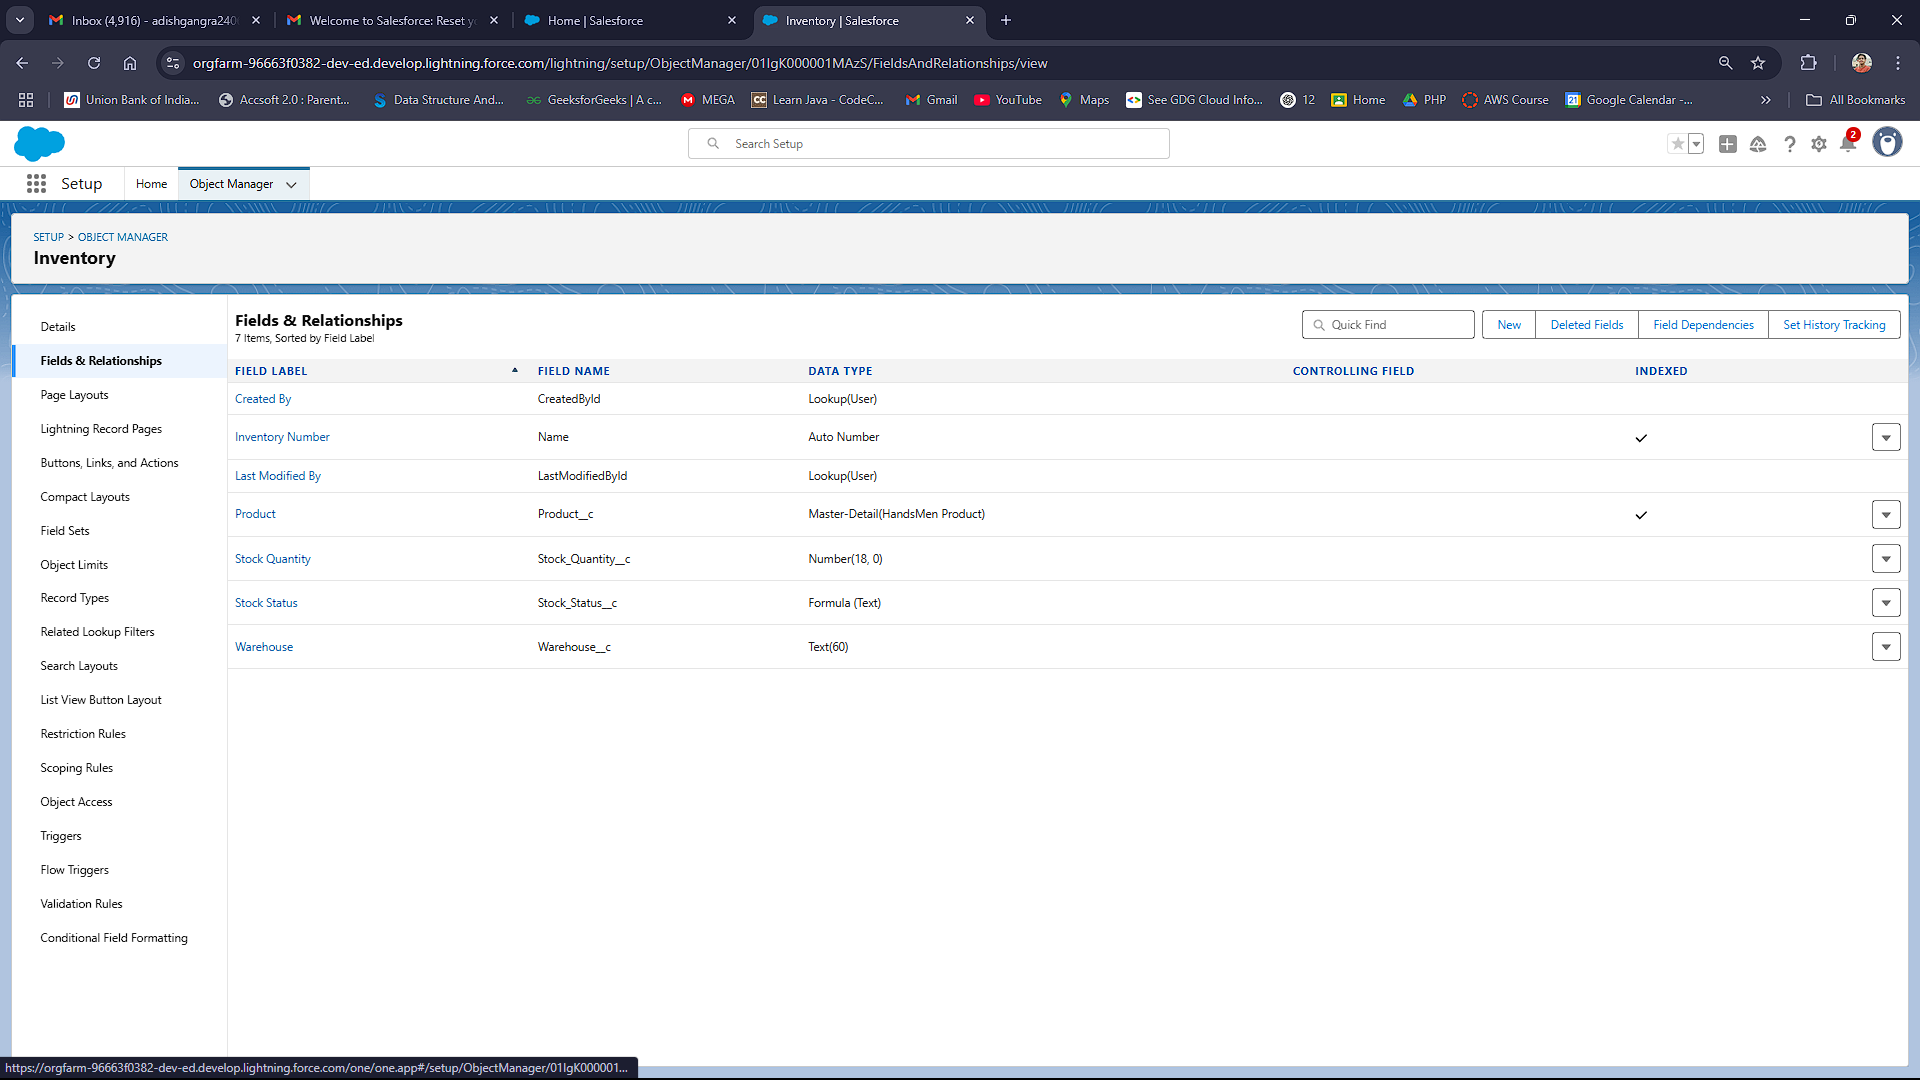 Inbox (4,916) - adishgangra240
Welcome to Salesforce: Reset y
Home | Salesforce
Inventory | Salesforce
orgfarm-96663f0382-dev-ed.develop.lightning.force.com/lightning/setup/ObjectManager/01IgK000001MAzS/FieldsAndRelationships/view
Union Bank of India...
Accsoft 2.0 : Parent...
Data Structure And...
GeeksforGeeks | A c...
MEGA
Learn Java - CodeC...
Gmail
YouTube
Maps
See GDG Cloud Info...
12
Home
PHP
AWS Course
Google Calendar -...
All Bookmarks
Search Setup
2
Setup
Home
Object Manager
SETUP > OBJECT MANAGER
Inventory
Details
Fields & Relationships
Page Layouts
Lightning Record Pages
Buttons, Links, and Actions
Compact Layouts
Field Sets
Object Limits
Record Types
Related Lookup Filters
Search Layouts
List View Button Layout
Restriction Rules
Scoping Rules
Object Access
Triggers
Flow Triggers
Validation Rules
Conditional Field Formatting
Fields & Relationships
7 Items, Sorted by Field Label
Quick Find
New
Deleted Fields
Field Dependencies
Set History Tracking
FIELD LABEL FIELD NAME DATA TYPE CONTROLLING FIELD INDEXED
Created By CreatedById Lookup(User)
Inventory Number Name Auto Number
Last Modified By LastModifiedById Lookup(User)
Product Product__c Master-Detail(HandsMen Product)
Stock Quantity Stock_Quantity__c Number(18, 0)
Stock Status Stock_Status__c Formula (Text)
Warehouse Warehouse__c Text(60)
https://orgfarm-96663f0382-dev-ed.develop.lightning.force.com/one/one.app#/setup/ObjectManager/01IgK000001...